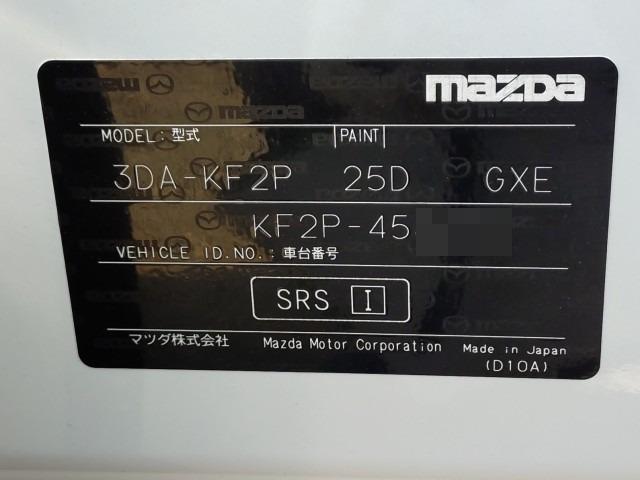 mazda
MODEL:型式 PAINT
3DA-KF2P 25D GXE
KF2P-45
VEHICLE ID.NO.:車台番号
SRS I
マツダ株式会社 Mazda Motor Corporation Made in Japan
(D10A)